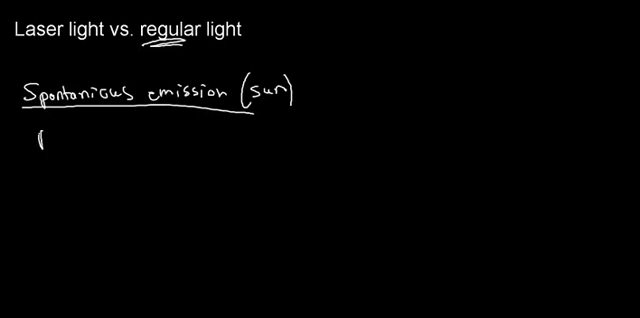 Laser light vs. regular light
Spontanious emission (sun)